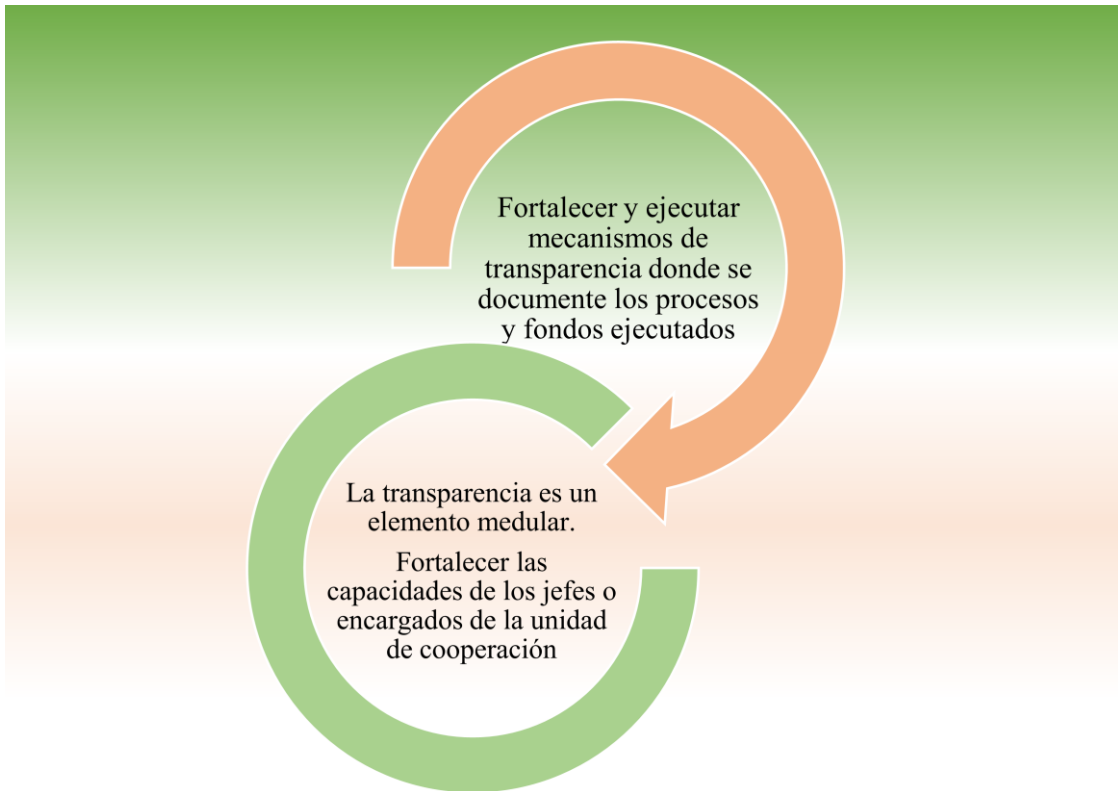 Fortalecer y ejecutar
mecanismos de
transparencia donde se
documente los procesos
y fondos ejecutados
La transparencia es un
elemento medular.
Fortalecer las
capacidades de los jefes o
encargados de la unidad
de cooperación